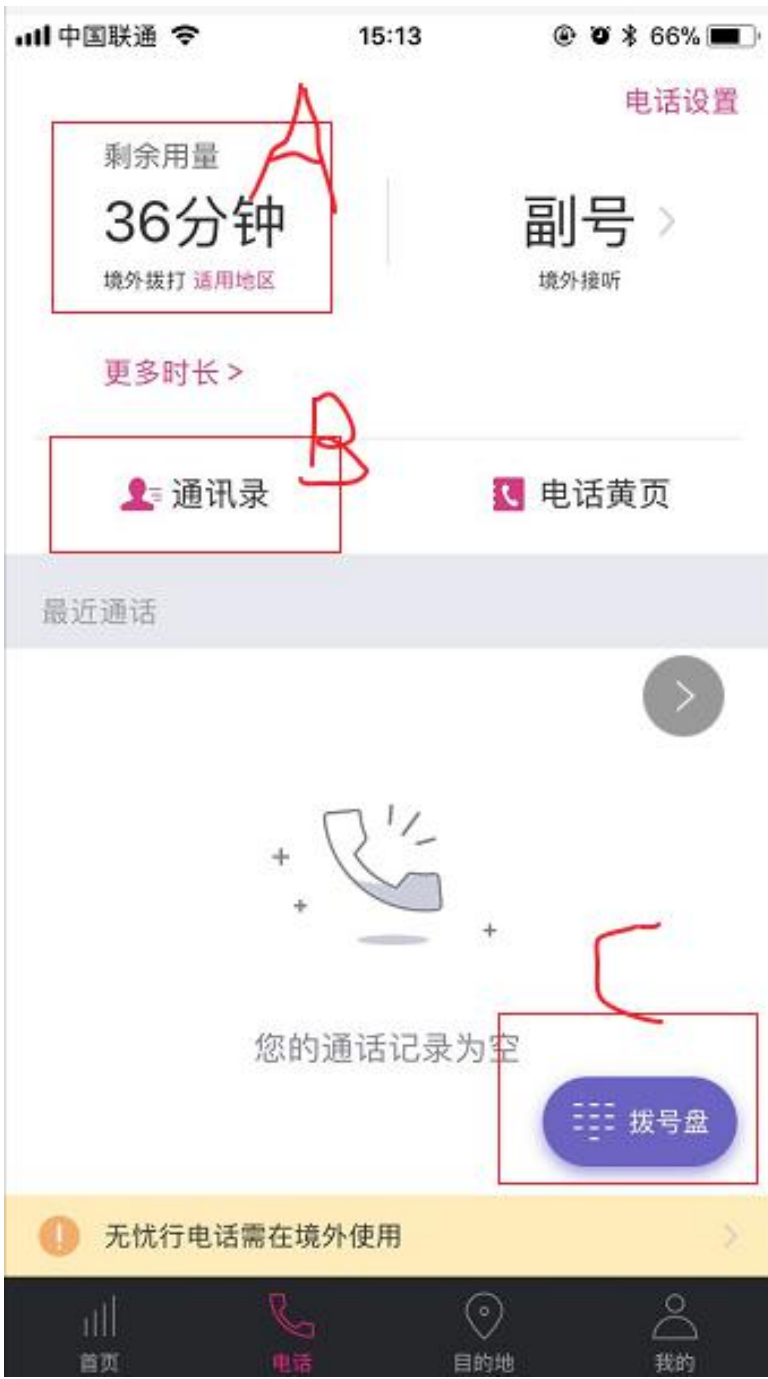 中国联通 15:13 66%
电话设置
A
剩余用量
36分钟 副号 >
境外拨打 适用地区 境外接听
更多时长 >
B
通讯录 电话黄页
最近通话
C
您的通话记录为空
拨号盘
无忧行电话需在境外使用
首页 电话 目的地 我的